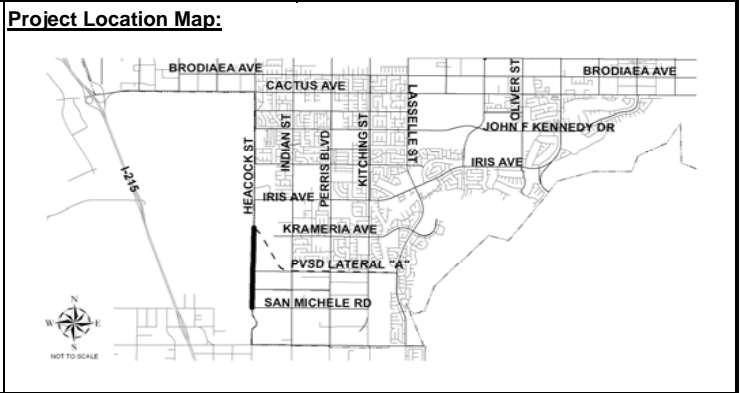 Project Location Map:
BRODIAEA AVE
BRODIAEA AVE
CACTUS AVE
OLIVER ST
LASSELLE ST
JOHN F KENNEDY DR
INDIAN ST
PERRIS BLVD
KITCHING ST
HEACOCK ST
I-215
IRIS AVE
IRIS AVE
KRAMERIA AVE
PVSD LATERAL "A"
SAN MICHELE RD
N
W E
S
NOT TO SCALE